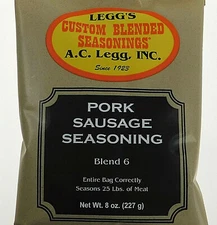 LEGG'S
CUSTOM BLENDED
SEASONINGS
A.C. Legg, INC.
Since 1923
PORK
SAUSAGE
SEASONING
Blend 6
Entire Bag Correctly
Seasons 25 Lbs. of Meat
Net Wt. 8 oz. (227 g)